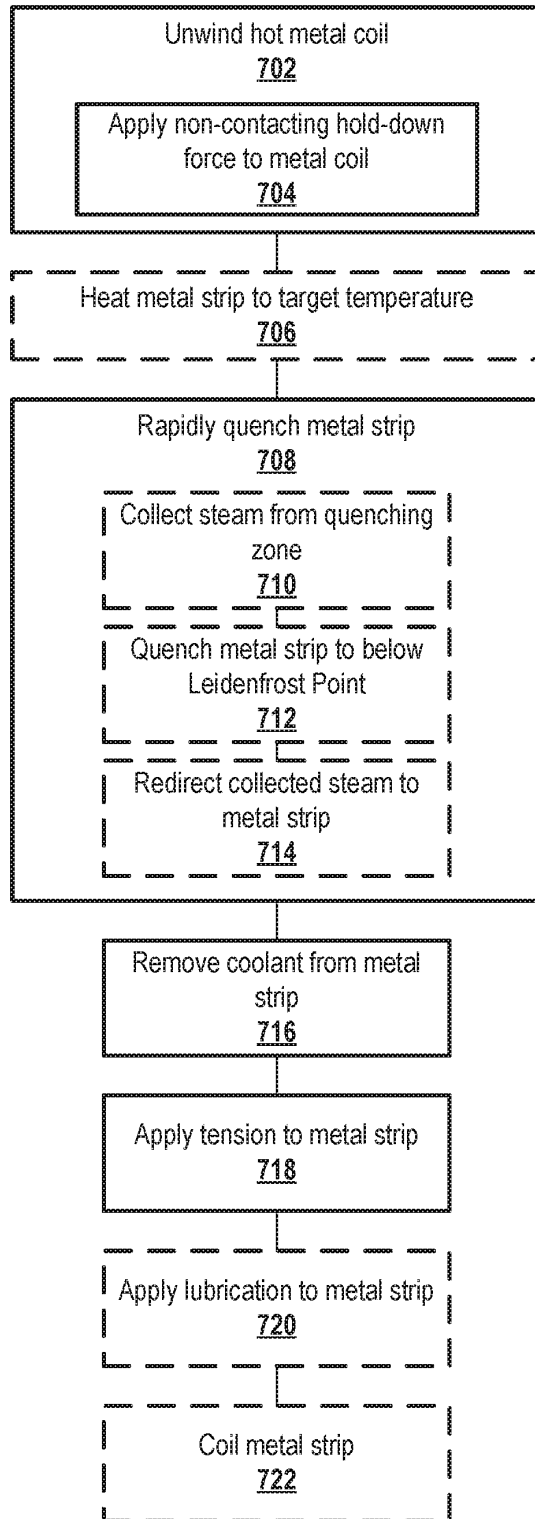 Unwind hot metal coil
702
Apply non-contacting hold-down
force to metal coil
704
Heat metal strip to target temperature
706
Rapidly quench metal strip
708
Collect steam from quenching
zone
710
Quench metal strip to below
Leidenfrost Point
712
Redirect collected steam to
metal strip
714
Remove coolant from metal
strip
716
Apply tension to metal strip
718
Apply lubrication to metal strip
720
Coil metal strip
722